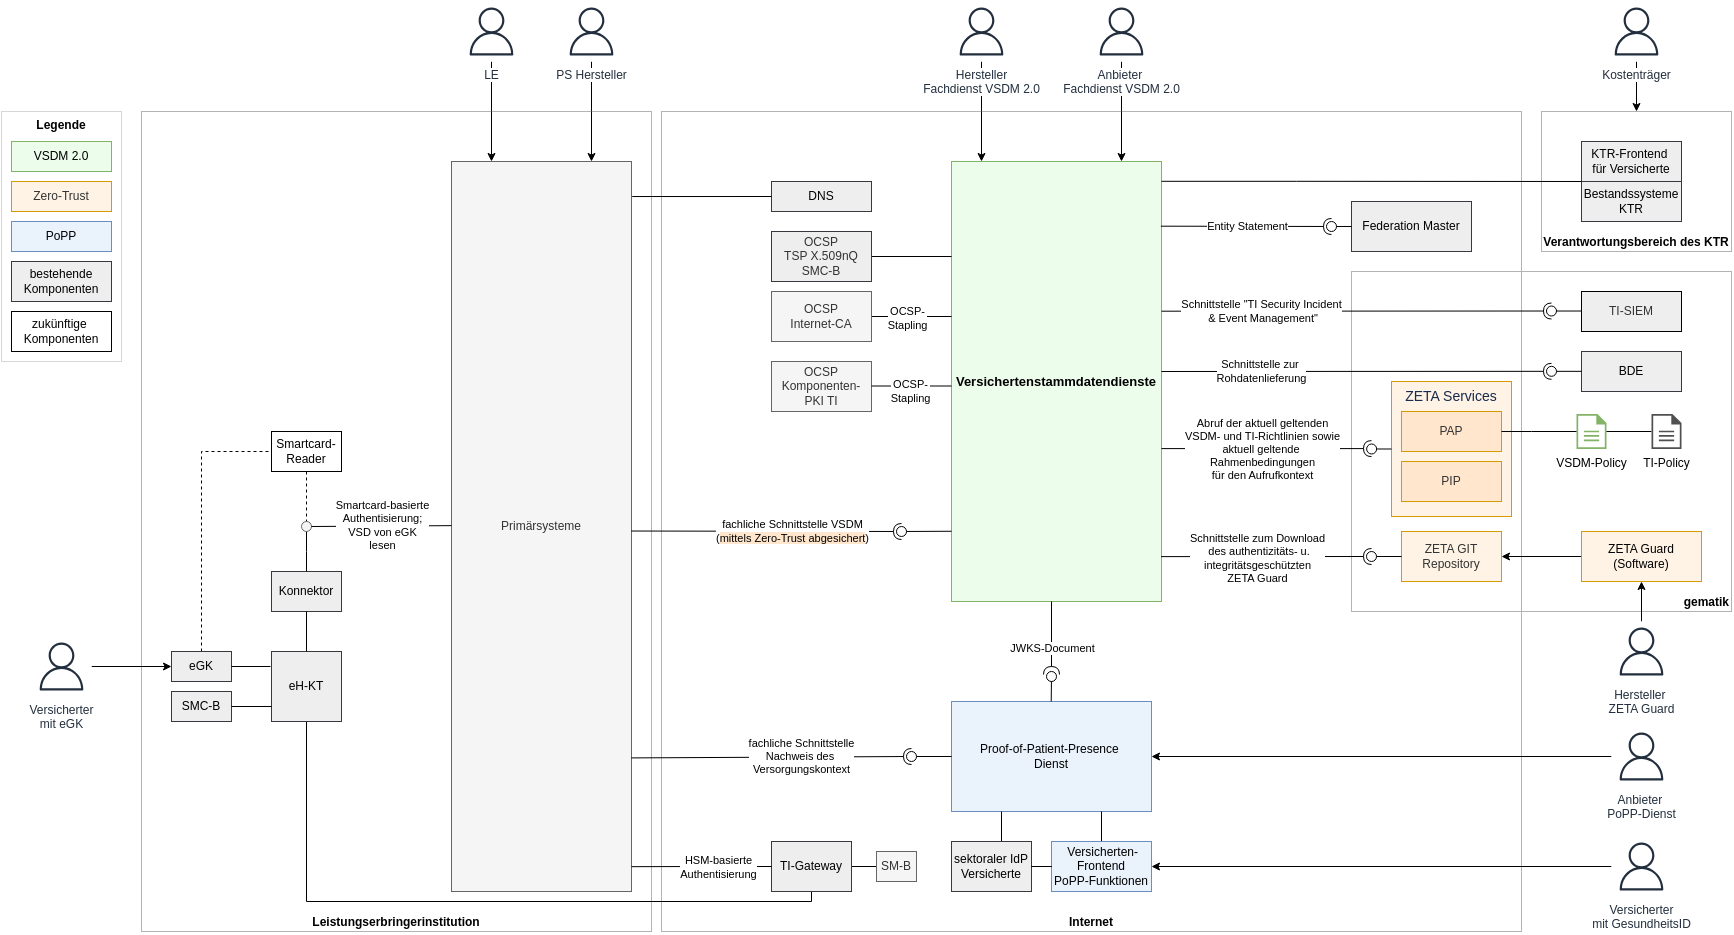 LE
PS Hersteller
Hersteller
Fachdienst VSDM 2.0
Anbieter
Fachdienst VSDM 2.0
Kostenträger
Legende
VSDM 2.0
Zero-Trust
PoPP
bestehende
Komponenten
zukünftige
Komponenten
Smartcard-
Reader
Smartcard-basierte
Authentisierung;
VSD von eGK
lesen
Konnektor
eGK
SMC-B
eH-KT
Versicherter
mit eGK
Primärsysteme
Leistungserbringerinstitution
DNS
OCSP
TSP X.509nQ
SMC-B
OCSP
Internet-CA
OCSP-
Stapling
OCSP
Komponenten-
PKI TI
OCSP-
Stapling
Versichertenstammdatendienste
fachliche Schnittstelle VSDM
(mittels Zero-Trust abgesichert)
JWKS-Document
fachliche Schnittstelle
Nachweis des
Versorgungskontext
Proof-of-Patient-Presence
Dienst
HSM-basierte
Authentisierung
TI-Gateway
SM-B
sektoraler IdP
Versicherte
Versicherten-
Frontend
PoPP-Funktionen
Internet
KTR-Frontend
für Versicherte
Bestandssysteme
KTR
Verantwortungsbereich des KTR
Entity Statement
Federation Master
Schnittstelle "TI Security Incident
& Event Management"
TI-SIEM
Schnittstelle zur
Rohdatenlieferung
BDE
Abruf der aktuell geltenden
VSDM- und TI-Richtlinien sowie
aktuell geltende
Rahmenbedingungen
für den Aufrufkontext
ZETA Services
PAP
PIP
VSDM-Policy
TI-Policy
Schnittstelle zum Download
des authentizitäts- u.
integritätsgeschützten
ZETA Guard
ZETA GIT
Repository
ZETA Guard
(Software)
gematik
Hersteller
ZETA Guard
Anbieter
PoPP-Dienst
Versicherter
mit GesundheitsID